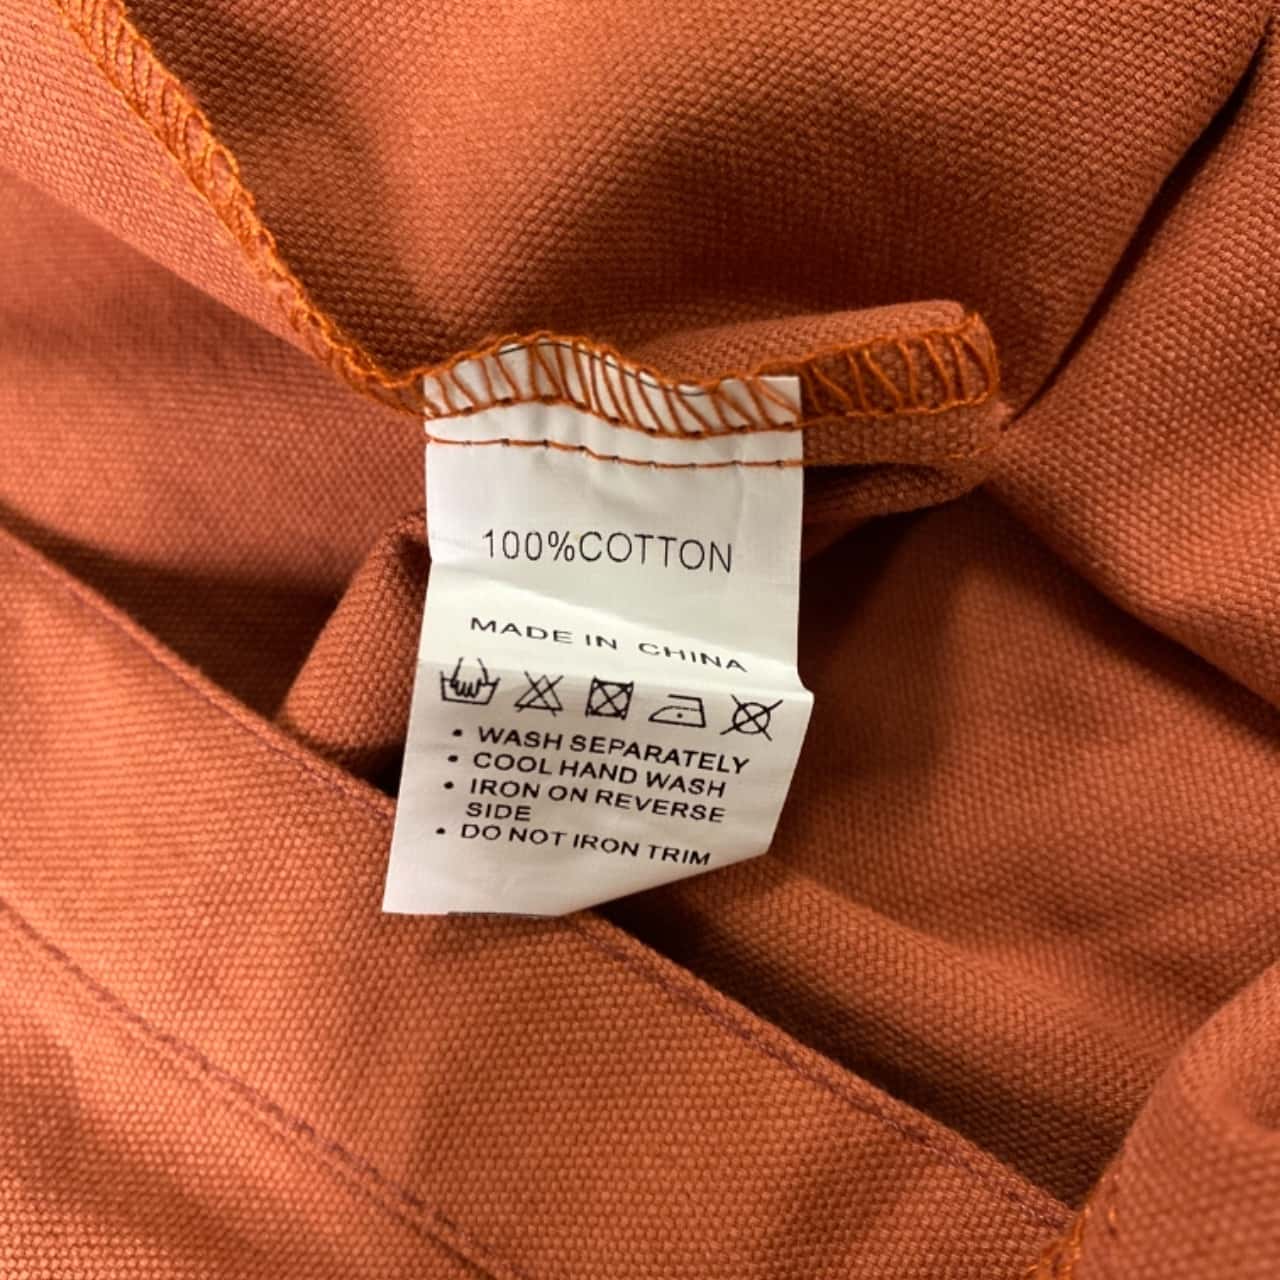 100%COTTON
MADE IN CHINA
• WASH SEPARATELY
• COOL HAND WASH
• IRON ON REVERSE
SIDE
• DO NOT IRON TRIM